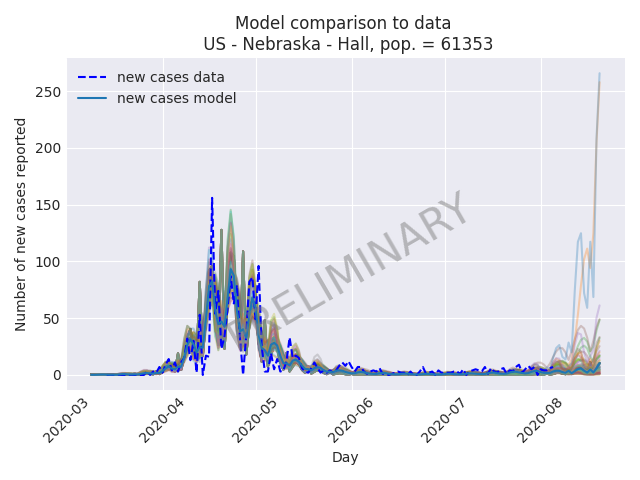 Model comparison to data
US - Nebraska - Hall, pop. = 61353
new cases data
new cases model
Number of new cases reported
250
200
150
100
50
0
PRELIMINARY
2020-03
2020-04
2020-05
2020-06
2020-07
2020-08
Day